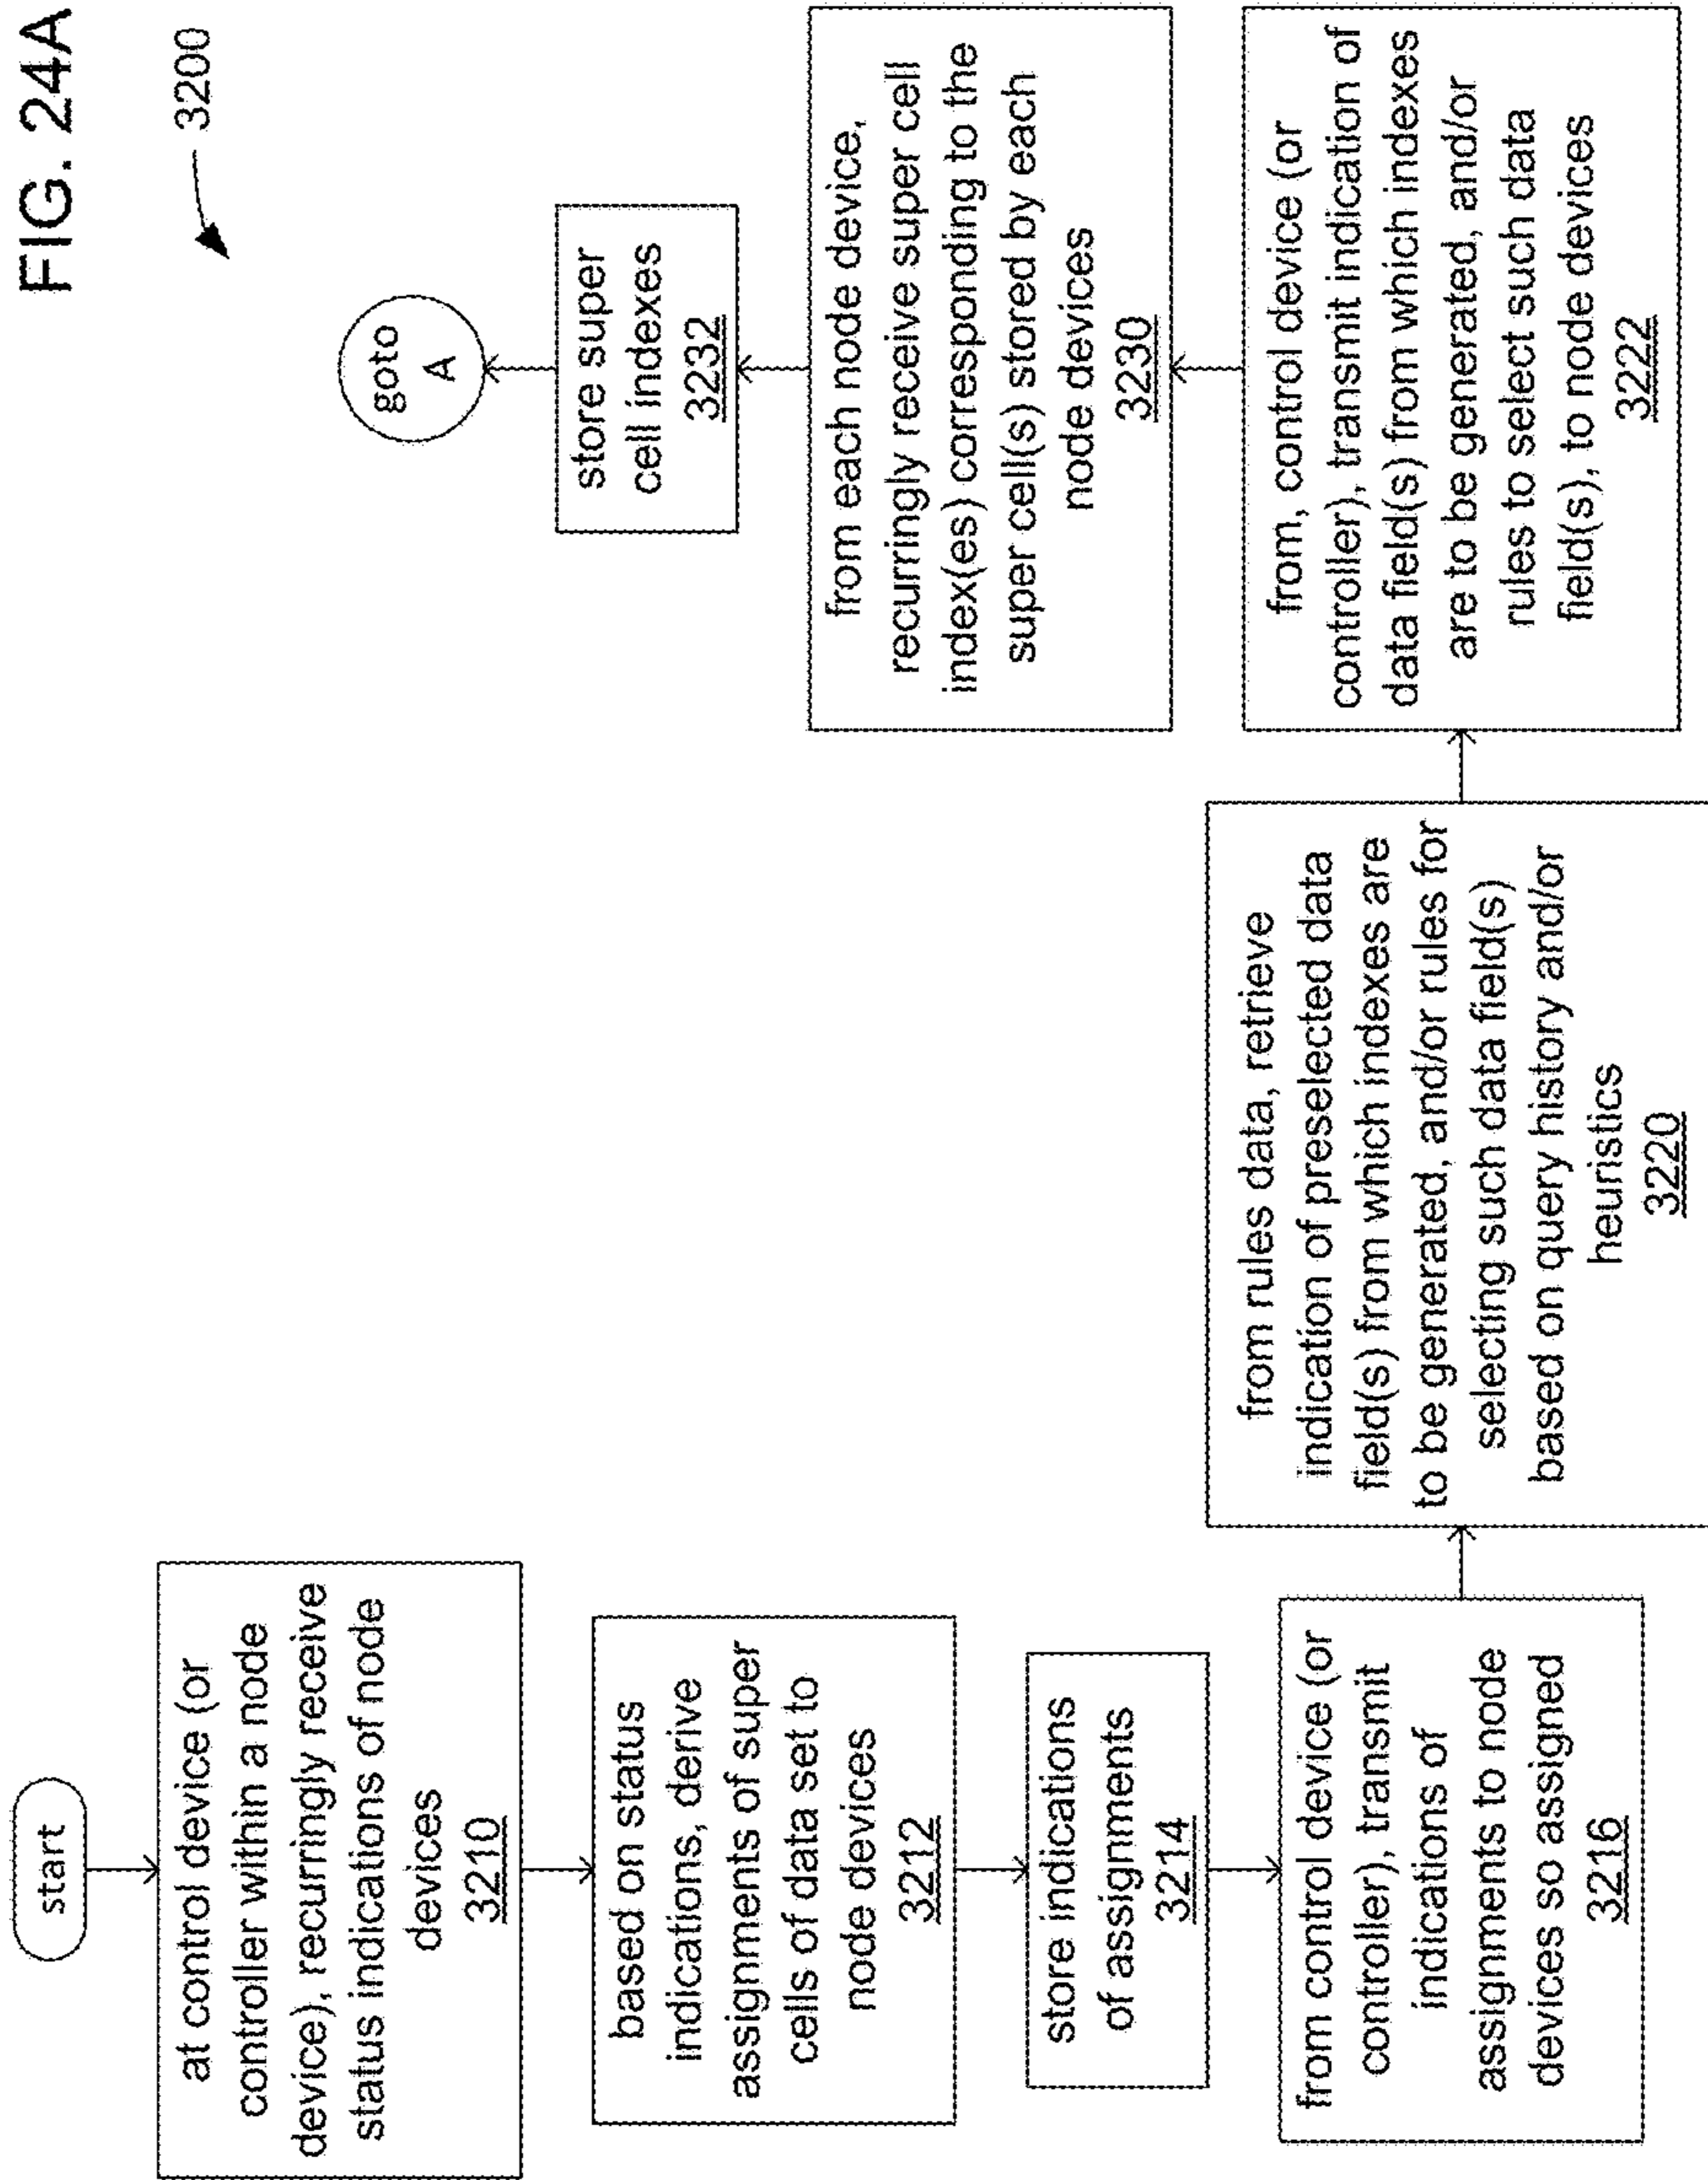 FIG. 24A
3200
start
at control device (or
controller within a node
device), recurringly receive
status indications of node
devices
3210
based on status
indications, derive
assignments of super
cells of data set to
node devices
3212
store indications
of assignments
3214
from control device (or
controller), transmit
indications of
assignments to node
devices so assigned
3216
from rules data, retrieve
indication of preselected data
field(s) from which indexes are
to be generated, and/or rules for
selecting such data field(s)
based on query history and/or
heuristics
3220
from, control device (or
controller), transmit indication of
data field(s) from which indexes
are to be generated, and/or
rules to select such data
field(s), to node devices
3222
from each node device,
recurringly receive super cell
index(es) corresponding to the
super cell(s) stored by each
node devices
3230
store super
cell indexes
3232
goto
A